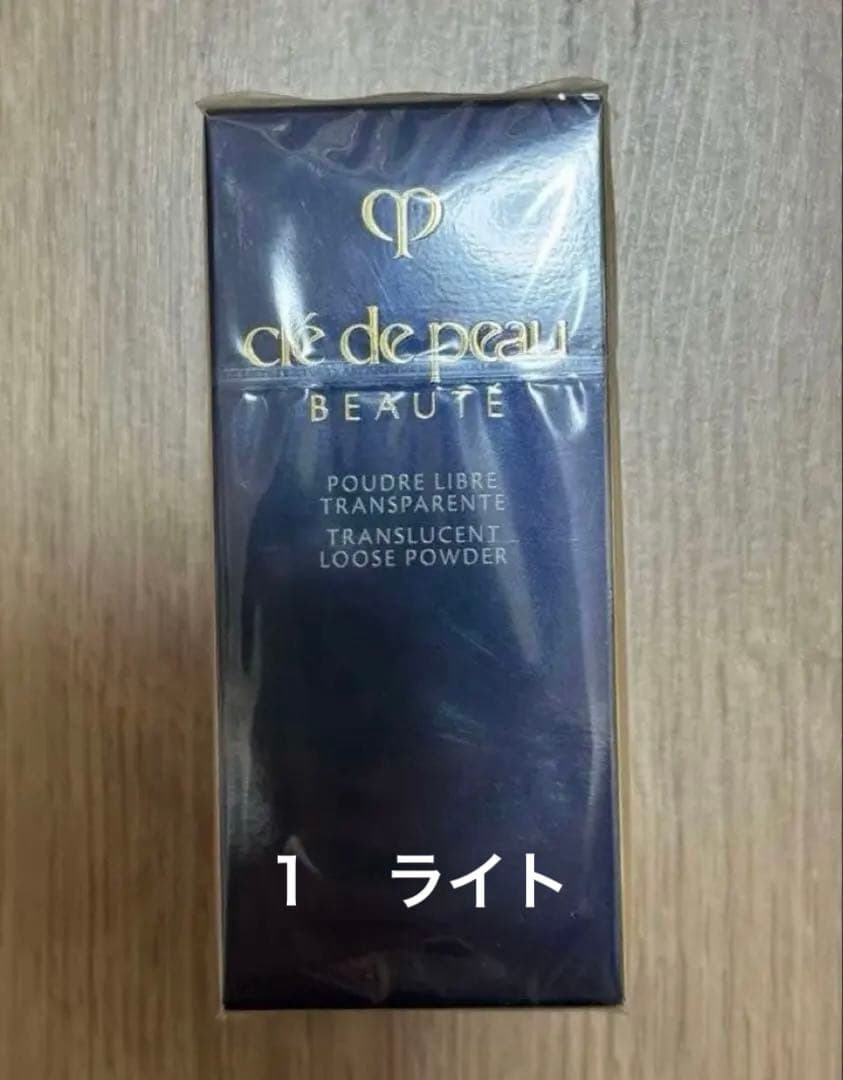 clé de peau
BEAUTÉ
POUDRE LIBRE
TRANSPARENTE
TRANSLUCENT
LOOSE POWDER
1 ライト